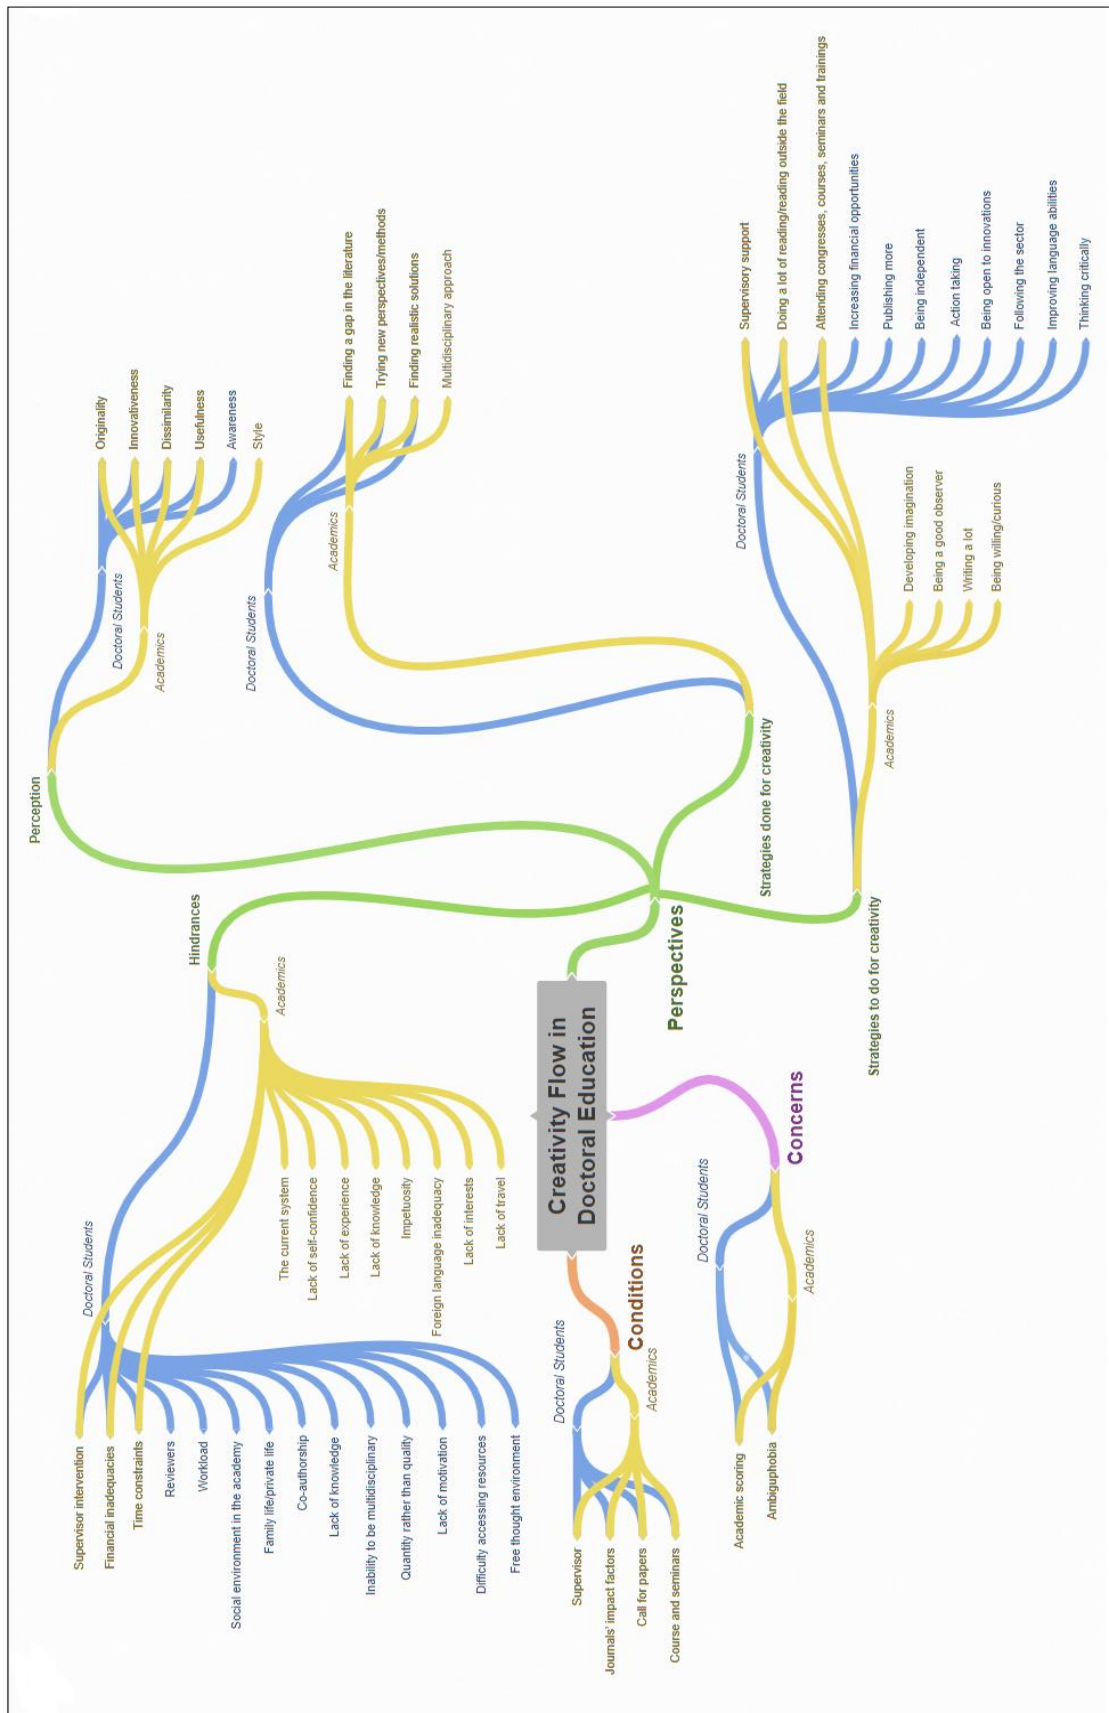 Creativity Flow in
Doctoral Education
Perspectives
Perception
Doctoral Students
Academics
Originality
Innovativeness
Dissimilarity
Usefulness
Awareness
Style
Strategies done for creativity
Doctoral Students
Academics
Finding a gap in the literature
Trying new perspectives/methods
Finding realistic solutions
Multidisciplinary approach
Strategies to do for creativity
Doctoral Students
Academics
Supervisory support
Doing a lot of reading/reading outside the field
Attending congresses, courses, seminars and trainings
Increasing financial opportunities
Publishing more
Being independent
Action taking
Being open to innovations
Following the sector
Improving language abilities
Thinking critically
Developing imagination
Being a good observer
Writing a lot
Being willing/curious
Hindrances
Doctoral Students
Academics
Supervisor intervention
Financial inadequacies
Time constraints
Reviewers
Workload
Social environment in the academy
Family life/private life
Co-authorship
Lack of knowledge
Inability to be multidisciplinary
Quantity rather than quality
Lack of motivation
Difficulty accessing resources
Free thought environment
The current system
Lack of self-confidence
Lack of experience
Lack of knowledge
Impetuosity
Foreign language inadequacy
Lack of interests
Lack of travel
Conditions
Doctoral Students
Academics
Supervisor
Journals' impact factors
Call for papers
Course and seminars
Concerns
Doctoral Students
Academics
Academic scoring
Ambiguphobia